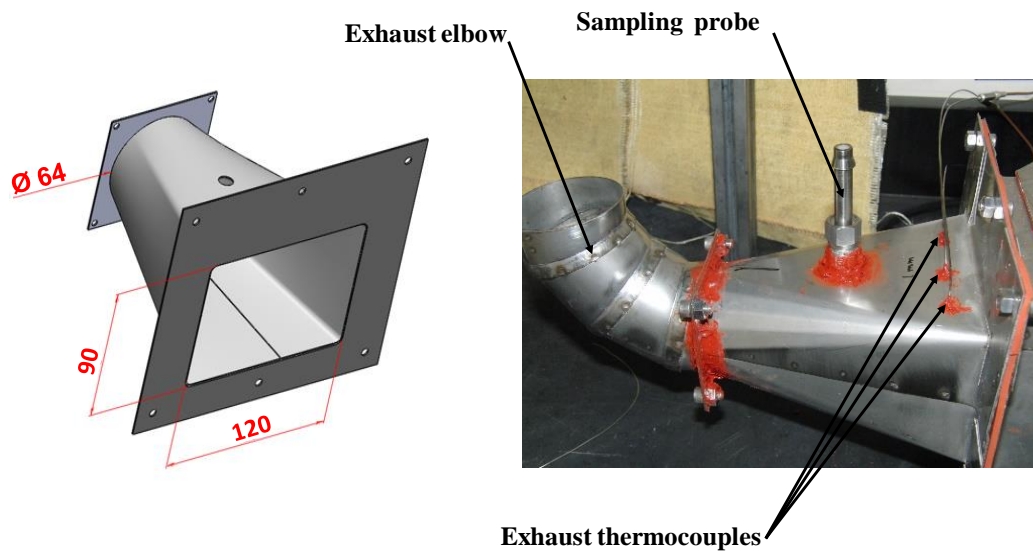 Exhaust elbow
Sampling probe
Ø 64
90
120
Exhaust thermocouples